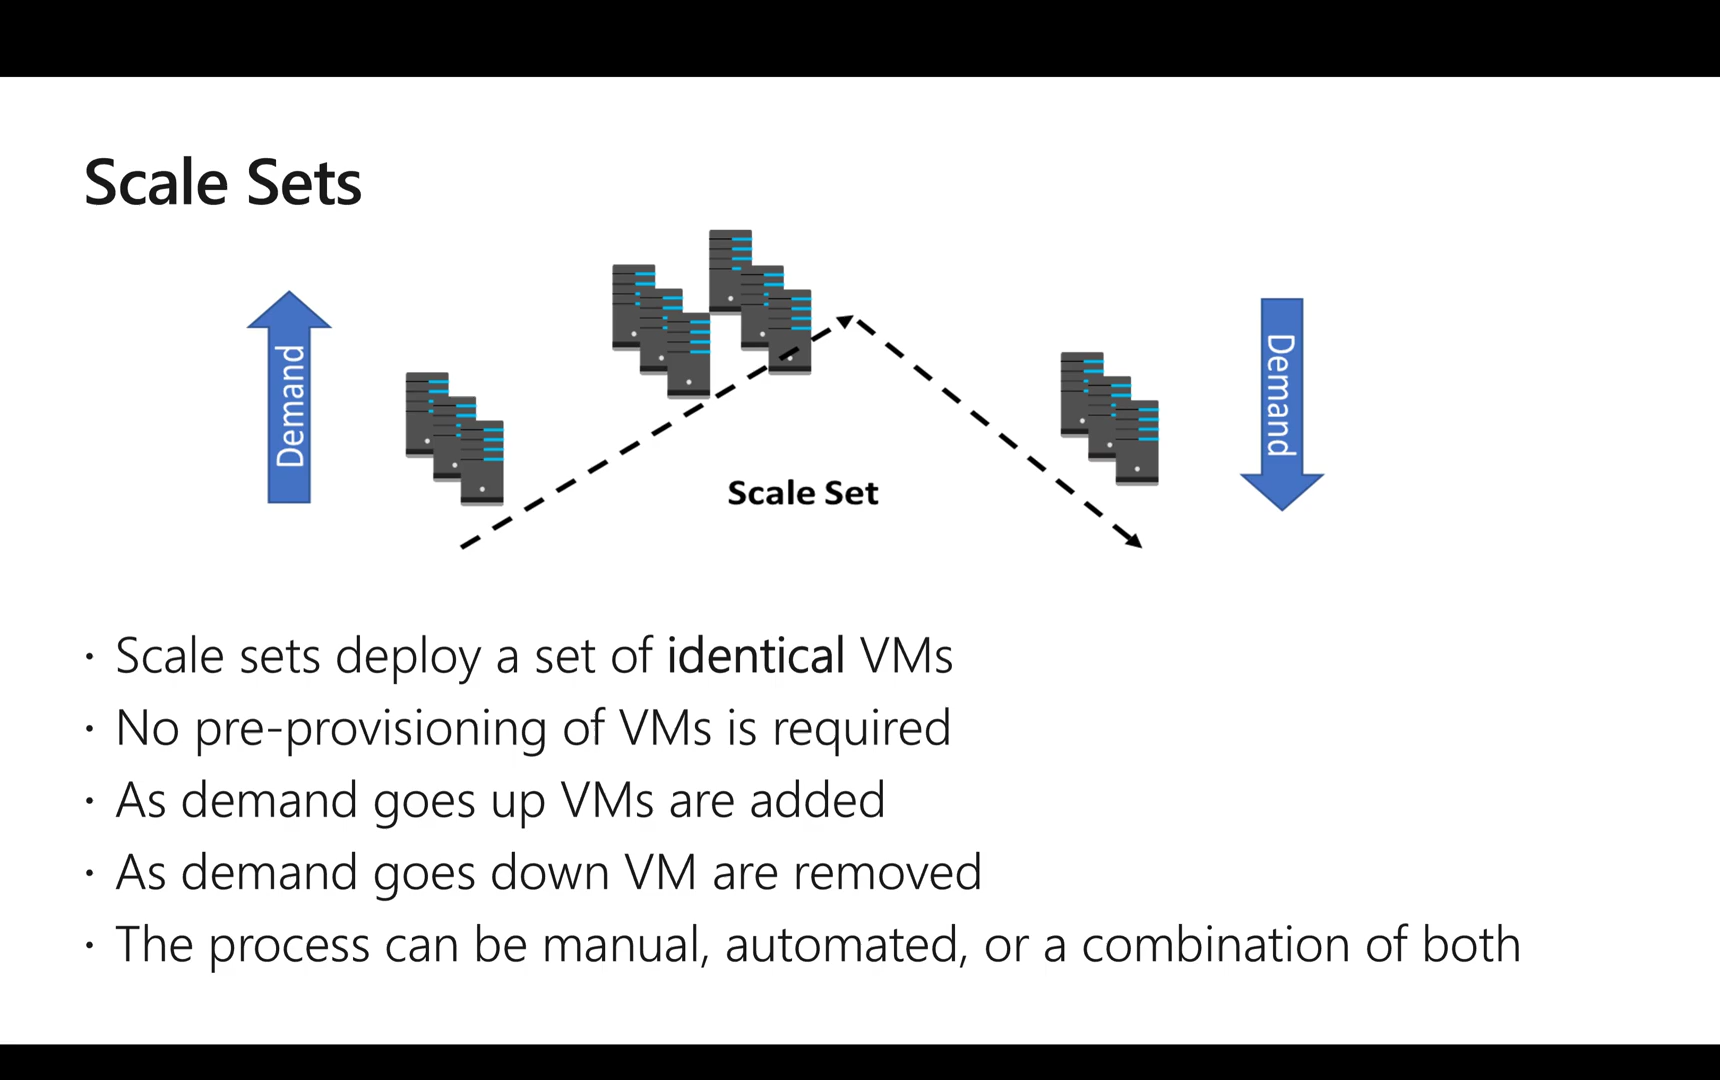 Scale Sets
Demand
Demand
Scale Set
· Scale sets deploy a set of identical VMs
· No pre-provisioning of VMs is required
· As demand goes up VMs are added
· As demand goes down VM are removed
· The process can be manual, automated, or a combination of both